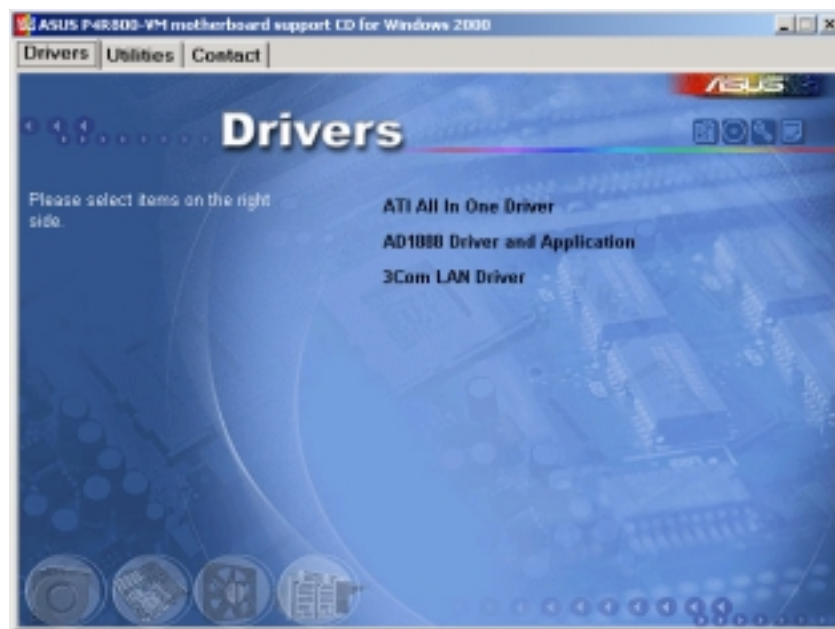 ASUS P4R800-VM motherboard support CD for Windows 2000
Drivers Utilities Contact
ASUS
Drivers
Please select items on the right
side.
ATI All In One Driver
AD1888 Driver and Application
3Com LAN Driver